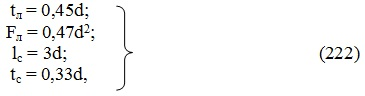 tл = 0,45d;
Fл = 0,47d²;
lс = 3d;
tс = 0,33d,
(222)